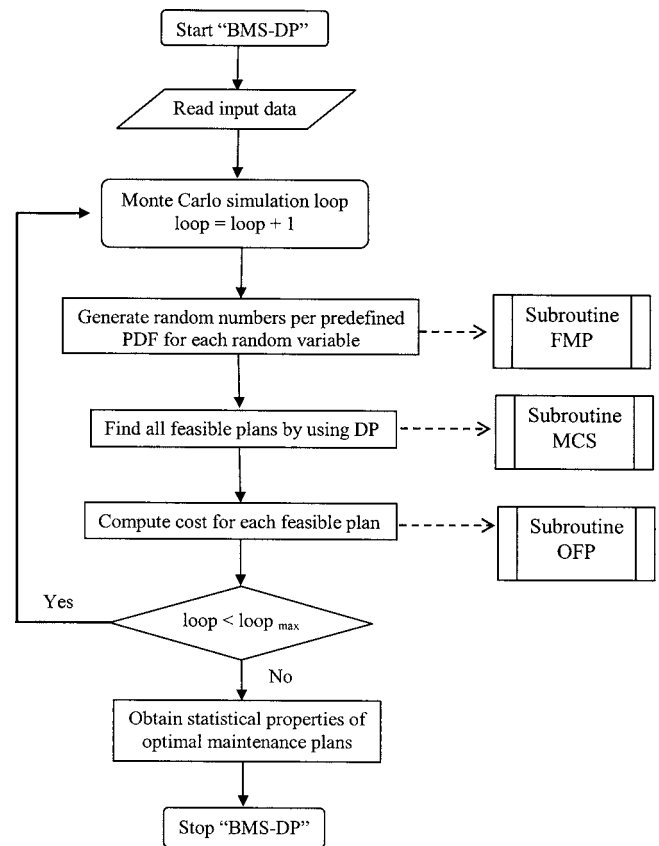 Start “BMS-DP”
Read input data
Monte Carlo simulation loop
loop = loop + 1
Generate random numbers per predefined
PDF for each random variable
Subroutine
FMP
Find all feasible plans by using DP
Subroutine
MCS
Compute cost for each feasible plan
Subroutine
OFP
Yes
loop < loop max
No
Obtain statistical properties of
optimal maintenance plans
Stop “BMS-DP”